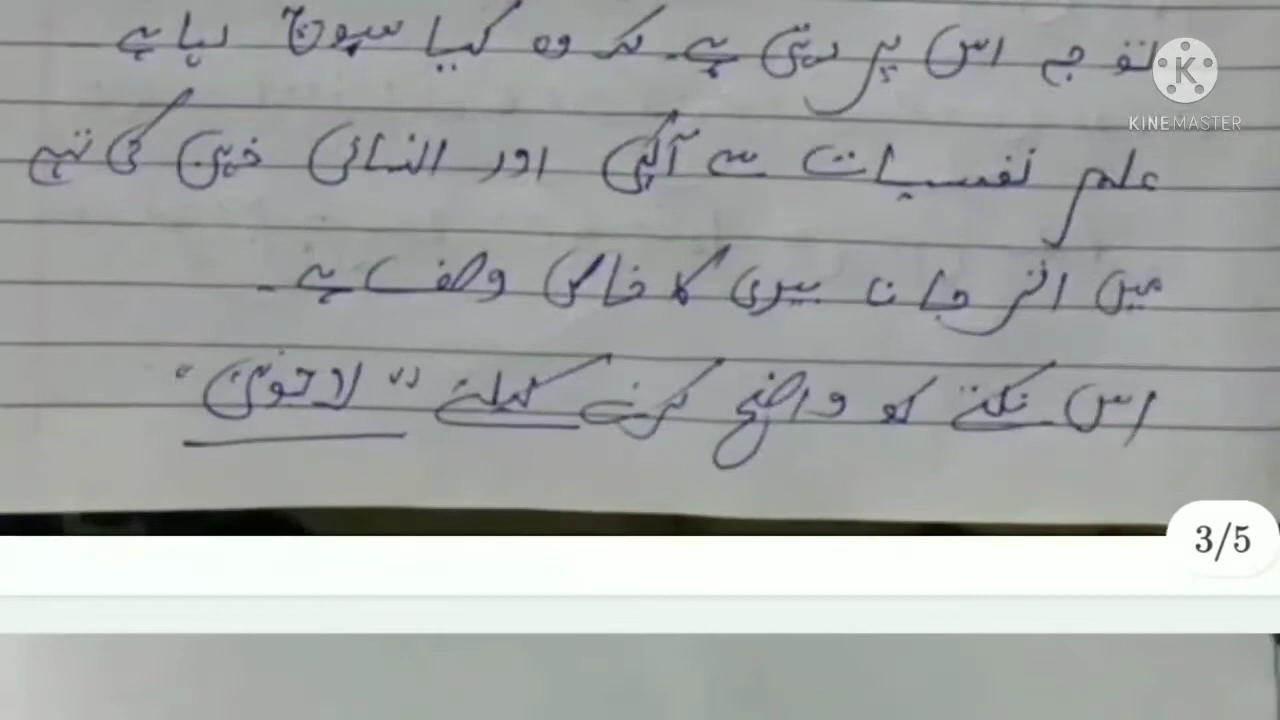 توجہ اس پر ہوتی ہے کہ وہ کیا سوچ رہا ہے
KINEMASTER
علم نفسیات سے آگہی اور انسانی ذہن کی تہہ
میں اتر جانا بیدی کا خاص وصف ہے۔
اس نکتے کو واضح کرنے کیلئے "لاجونتی"
3/5